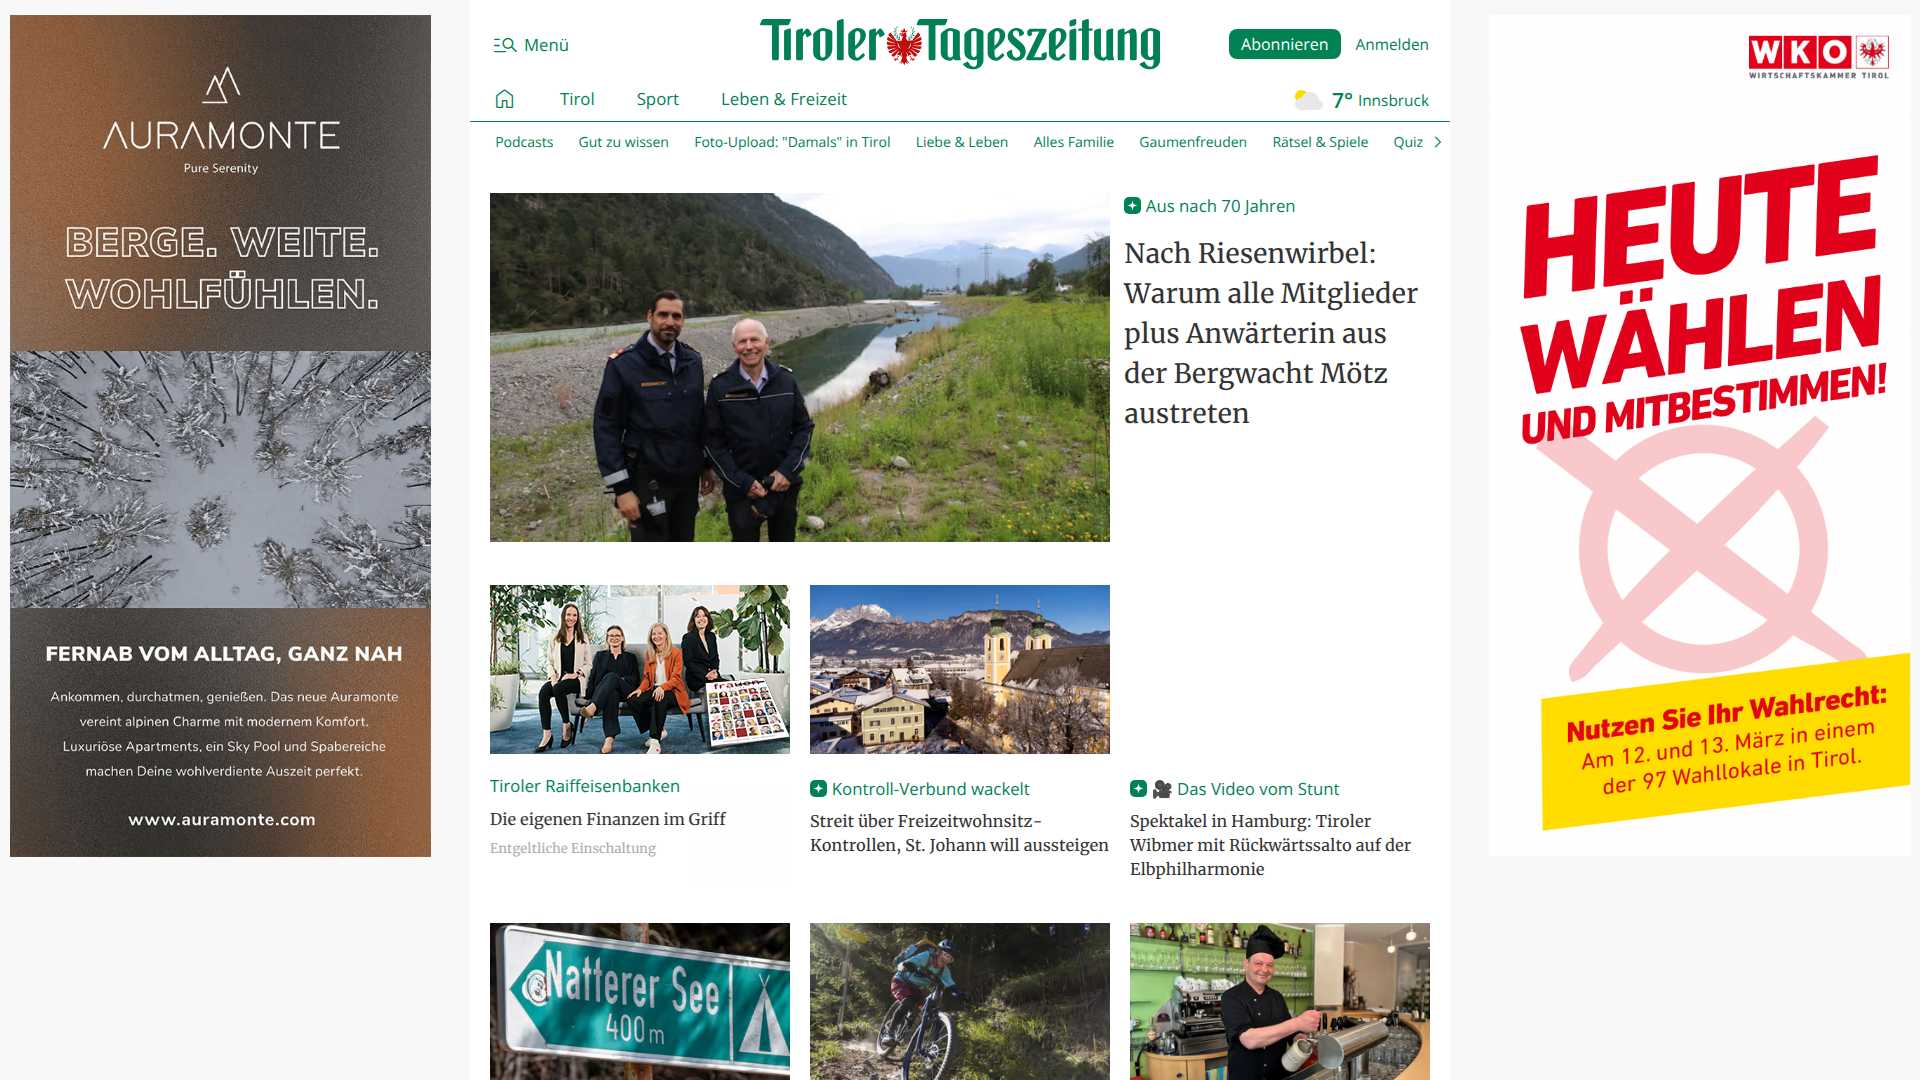 AURAMONTE
Pure Serenity
BERGE. WEITE.
WOHLFÜHLEN.
FERNAB VOM ALLTAG, GANZ NAH
Ankommen, durchatmen, genießen. Das neue Auramonte
vereint alpinen Charme mit modernem Komfort.
Luxuriöse Apartments, ein Sky Pool und Spabereiche
machen Deine wohlverdiente Auszeit perfekt.
www.auramonte.com
Menü
Tiroler Tageszeitung
Abonnieren
Anmelden
Tirol
Sport
Leben & Freizeit
7° Innsbruck
Podcasts
Gut zu wissen
Foto-Upload: "Damals" in Tirol
Liebe & Leben
Alles Familie
Gaumenfreuden
Rätsel & Spiele
Quiz
Aus nach 70 Jahren
Nach Riesenwirbel:
Warum alle Mitglieder
plus Anwärterin aus
der Bergwacht Mötz
austreten
Tiroler Raiffeisenbanken
Die eigenen Finanzen im Griff
Entgeltliche Einschaltung
Kontroll-Verbund wackelt
Streit über Freizeitwohnsitz-
Kontrollen, St. Johann will aussteigen
Das Video vom Stunt
Spektakel in Hamburg: Tiroler
Wibmer mit Rückwärtssalto auf der
Elbphilharmonie
Natterer See
400 m
WKO
WIRTSCHAFTSKAMMER TIROL
HEUTE
WÄHLEN
UND MITBESTIMMEN!
Nutzen Sie Ihr Wahlrecht:
Am 12. und 13. März in einem
der 97 Wahllokale in Tirol.